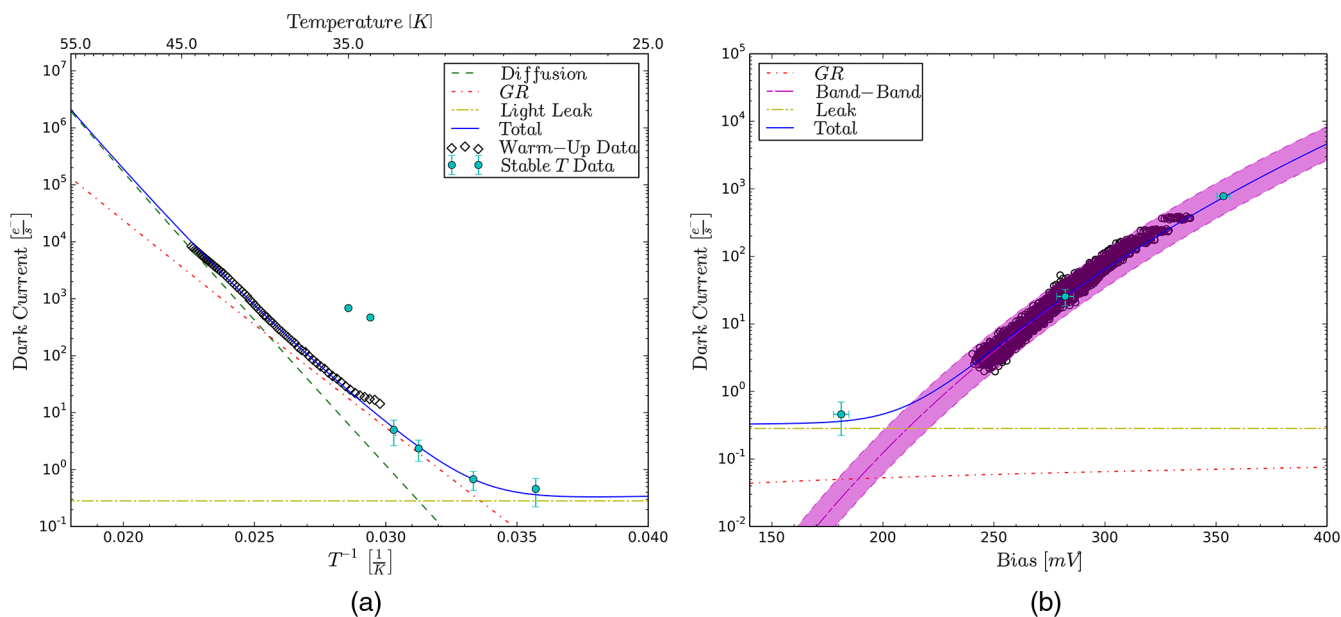 Temperature [K]
55.0 45.0 35.0 25.0
10^7
10^6
10^5
10^4
10^3
10^2
10^1
10^0
10^-1
Dark Current [e^-/s]
Diffusion
GR
Light Leak
Total
Warm−Up Data
Stable T Data
0.020 0.025 0.030 0.035 0.040
T^−1 [1/K]
(a)
10^5
10^4
10^3
10^2
10^1
10^0
10^-1
10^-2
Dark Current [e^-/s]
GR
Band−Band
Leak
Total
150 200 250 300 350 400
Bias [mV]
(b)